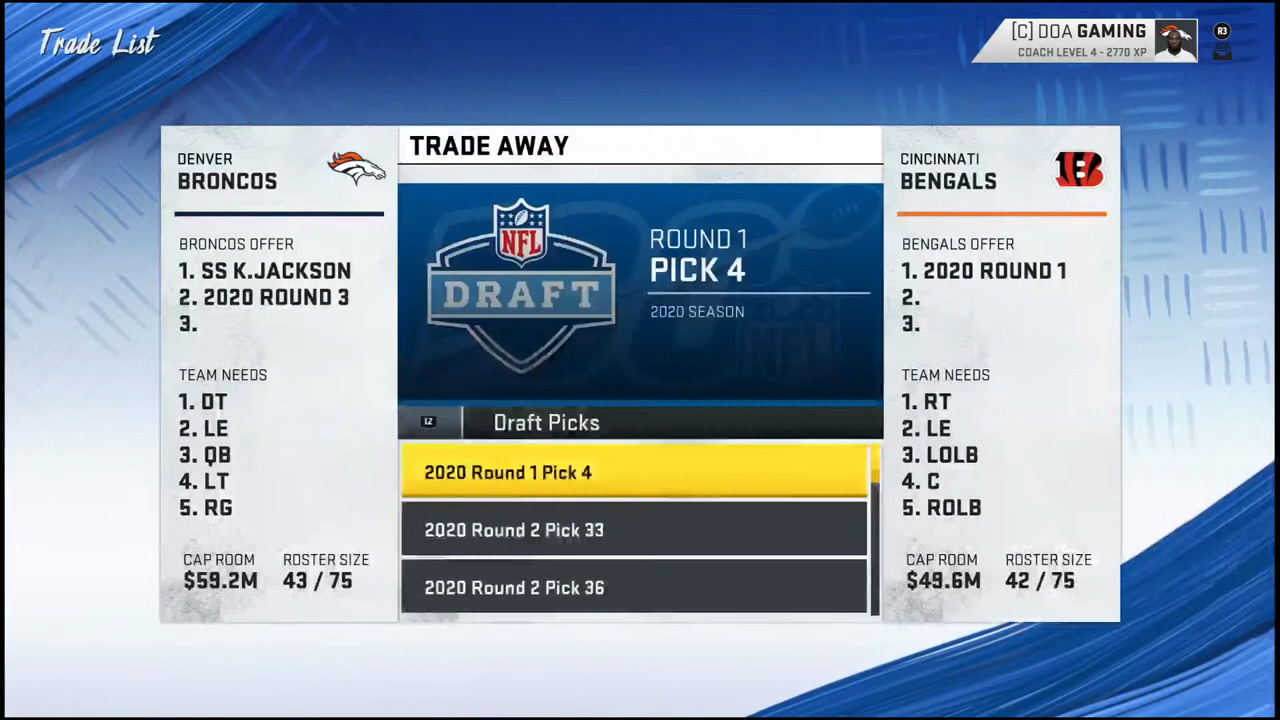 Trade List
[C] DOA GAMING
COACH LEVEL 4 - 2770 XP
R3
DENVER
BRONCOS
BRONCOS OFFER
1. SS K.JACKSON
2. 2020 ROUND 3
3.
TEAM NEEDS
1. DT
2. LE
3. QB
4. LT
5. RG
CAP ROOM
$59.2M
ROSTER SIZE
43 / 75
TRADE AWAY
NFL
DRAFT
ROUND 1
PICK 4
2020 SEASON
L2
Draft Picks
2020 Round 1 Pick 4
2020 Round 2 Pick 33
2020 Round 2 Pick 36
CINCINNATI
BENGALS
BENGALS OFFER
1. 2020 ROUND 1
2.
3.
TEAM NEEDS
1. RT
2. LE
3. LOLB
4. C
5. ROLB
CAP ROOM
$49.6M
ROSTER SIZE
42 / 75